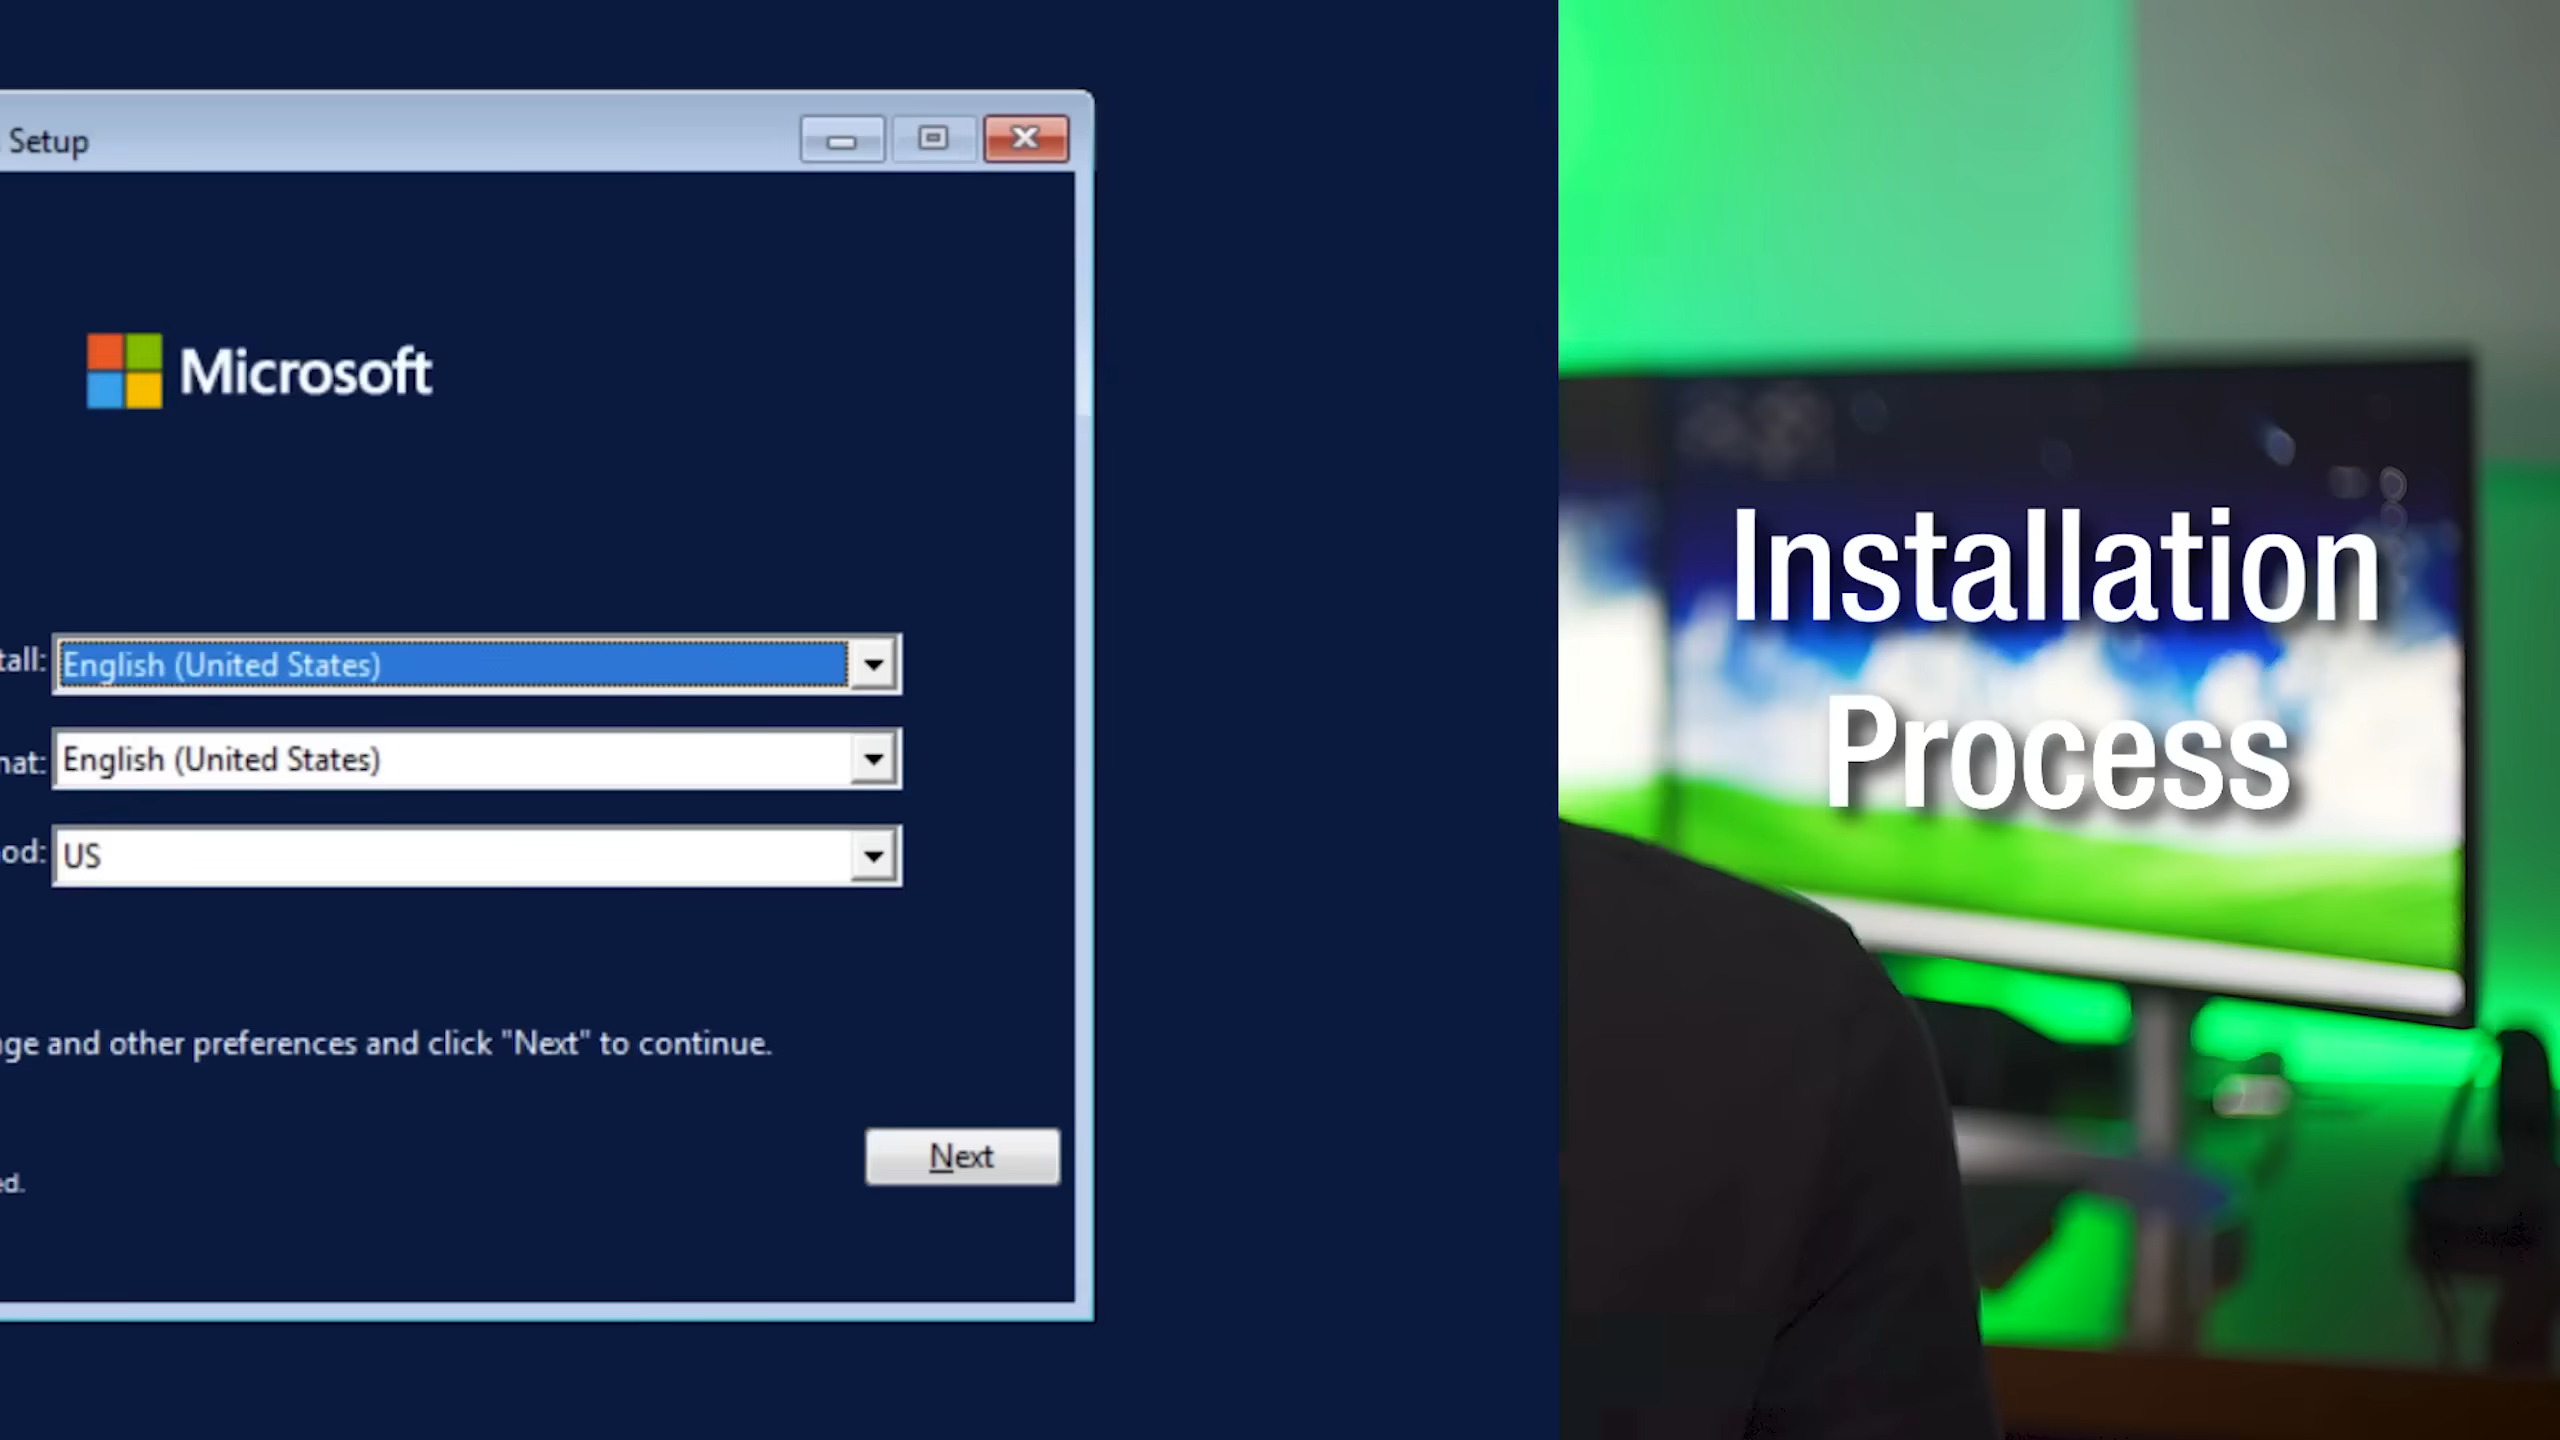 Setup
Microsoft
tall: English (United States)
mat: English (United States)
od: US
ge and other preferences and click "Next" to continue.
Next
ed.
Installation
Process